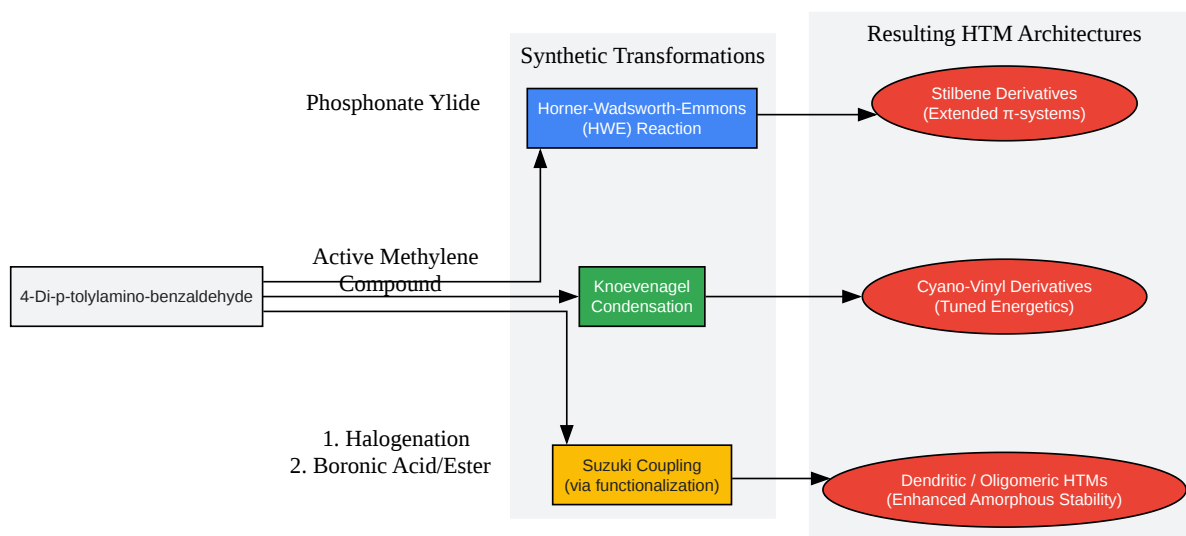 Resulting HTM Architectures
Synthetic Transformations
Phosphonate Ylide
Horner-Wadsworth-Emmons
(HWE) Reaction
Stilbene Derivatives
(Extended π-systems)
4-Di-p-tolylamino-benzaldehyde
Active Methylene
Compound
Knoevenagel
Condensation
Cyano-Vinyl Derivatives
(Tuned Energetics)
1. Halogenation
2. Boronic Acid/Ester
Suzuki Coupling
(via functionalization)
Dendritic / Oligomeric HTMs
(Enhanced Amorphous Stability)